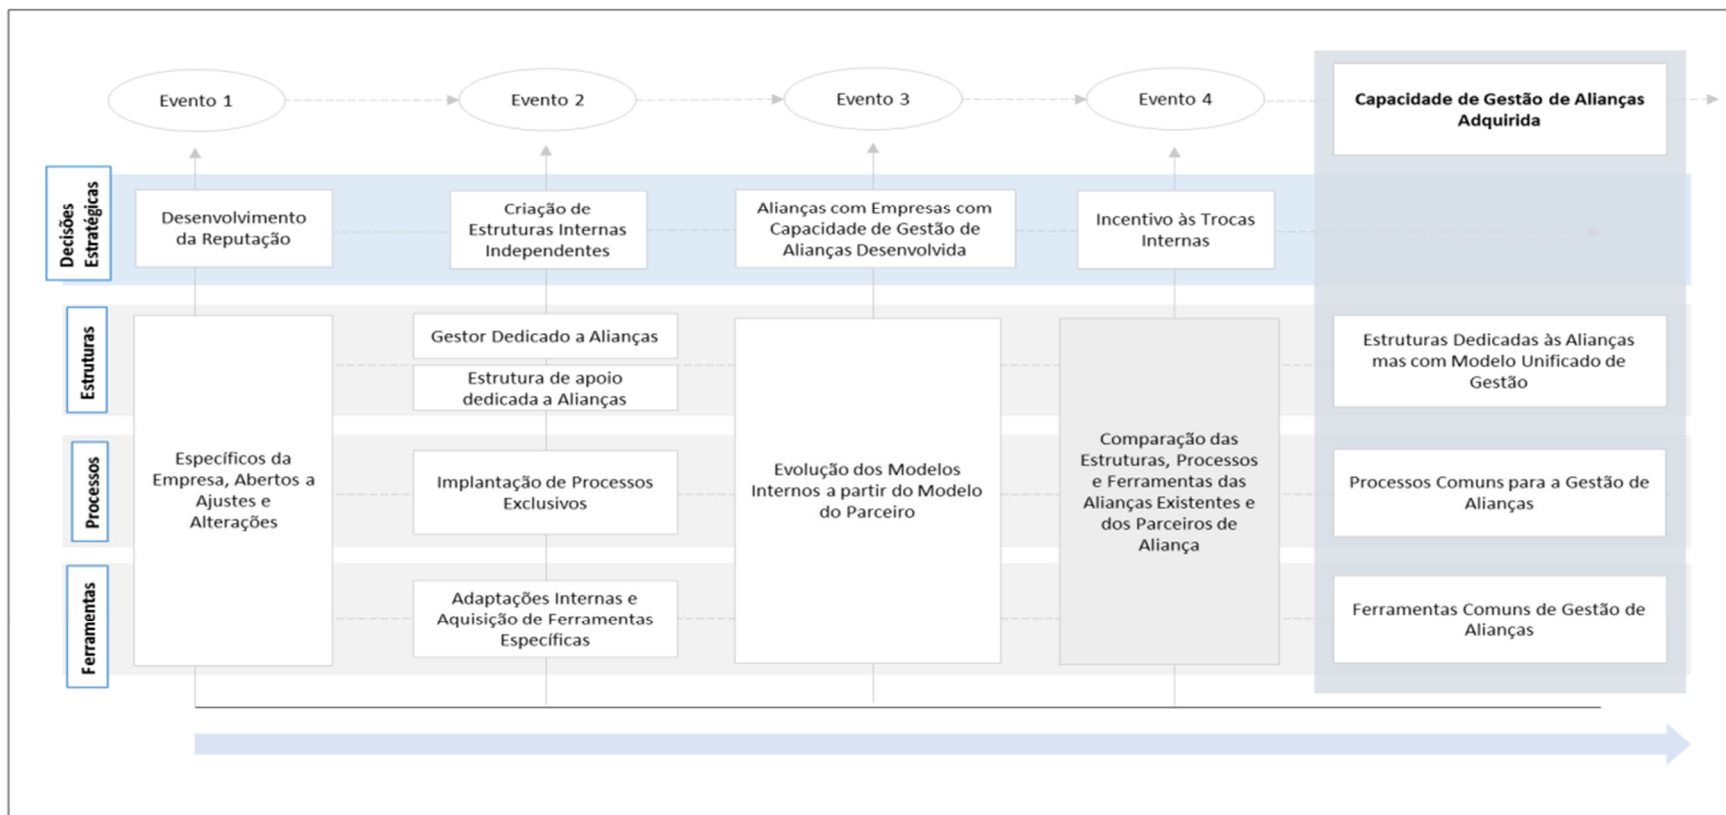 Evento 1
Evento 2
Evento 3
Evento 4
Capacidade de Gestão de Alianças
Adquirida
Decisões
Estratégicas
Desenvolvimento
da Reputação
Criação de
Estruturas Internas
Independentes
Alianças com Empresas com
Capacidade de Gestão de
Alianças Desenvolvida
Incentivo às Trocas
Internas
Estruturas
Processos
Ferramentas
Específicos da
Empresa, Abertos a
Ajustes e
Alterações
Gestor Dedicado a Alianças
Estrutura de apoio
dedicada a Alianças
Implantação de Processos
Exclusivos
Adaptações Internas e
Aquisição de Ferramentas
Específicas
Evolução dos Modelos
Internos a partir do Modelo
do Parceiro
Comparação das
Estruturas, Processos
e Ferramentas das
Alianças Existentes e
dos Parceiros de
Aliança
Estruturas Dedicadas às Alianças
mas com Modelo Unificado de
Gestão
Processos Comuns para a Gestão de
Alianças
Ferramentas Comuns de Gestão de
Alianças